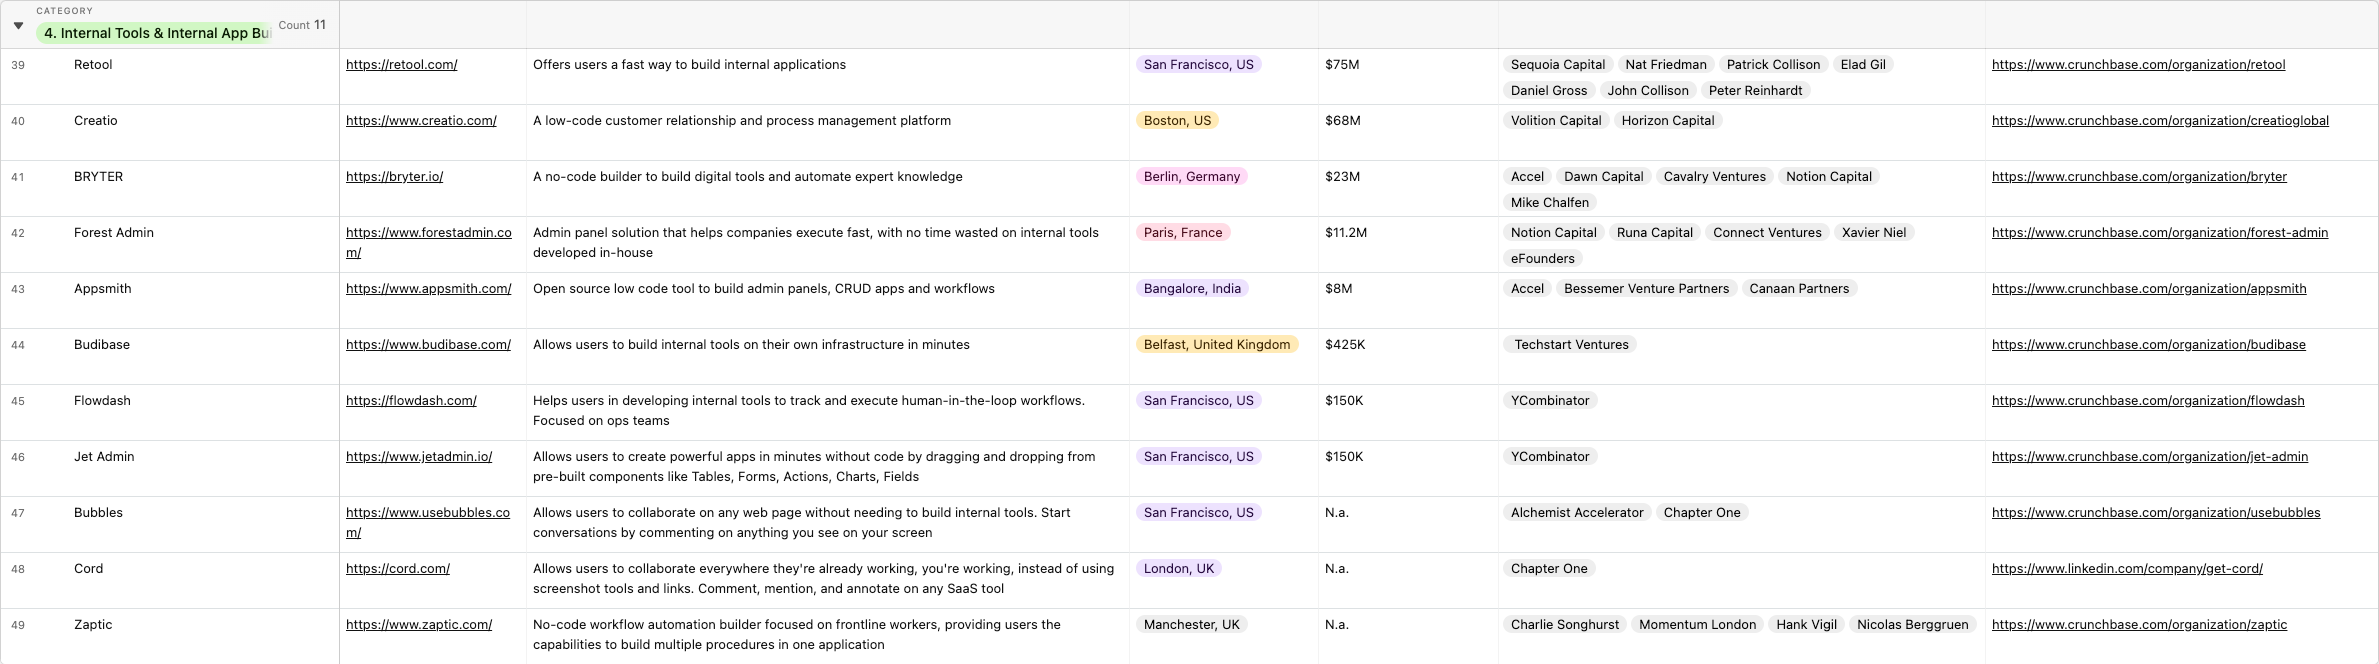 CATEGORY
4. Internal Tools & Internal App Bui Count 11
39 Retool https://retool.com/ Offers users a fast way to build internal applications San Francisco, US $75M Sequoia Capital Nat Friedman Patrick Collison Elad Gil https://www.crunchbase.com/organization/retool
Daniel Gross John Collison Peter Reinhardt
40 Creatio https://www.creatio.com/ A low-code customer relationship and process management platform Boston, US $68M Volition Capital Horizon Capital https://www.crunchbase.com/organization/creatioglobal
41 BRYTER https://bryter.io/ A no-code builder to build digital tools and automate expert knowledge Berlin, Germany $23M Accel Dawn Capital Cavalry Ventures Notion Capital https://www.crunchbase.com/organization/bryter
Mike Chalfen
42 Forest Admin https://www.forestadmin.co Admin panel solution that helps companies execute fast, with no time wasted on internal tools Paris, France $11.2M Notion Capital Runa Capital Connect Ventures Xavier Niel https://www.crunchbase.com/organization/forest-admin
m/ developed in-house eFounders
43 Appsmith https://www.appsmith.com/ Open source low code tool to build admin panels, CRUD apps and workflows Bangalore, India $8M Accel Bessemer Venture Partners Canaan Partners https://www.crunchbase.com/organization/appsmith
44 Budibase https://www.budibase.com/ Allows users to build internal tools on their own infrastructure in minutes Belfast, United Kingdom $425K Techstart Ventures https://www.crunchbase.com/organization/budibase
45 Flowdash https://flowdash.com/ Helps users in developing internal tools to track and execute human-in-the-loop workflows. San Francisco, US $150K YCombinator https://www.crunchbase.com/organization/flowdash
Focused on ops teams
46 Jet Admin https://www.jetadmin.io/ Allows users to create powerful apps in minutes without code by dragging and dropping from San Francisco, US $150K YCombinator https://www.crunchbase.com/organization/jet-admin
pre-built components like Tables, Forms, Actions, Charts, Fields
47 Bubbles https://www.usebubbles.co Allows users to collaborate on any web page without needing to build internal tools. Start San Francisco, US N.a. Alchemist Accelerator Chapter One https://www.crunchbase.com/organization/usebubbles
m/ conversations by commenting on anything you see on your screen
48 Cord https://cord.com/ Allows users to collaborate everywhere they're already working, you're working, instead of using London, UK N.a. Chapter One https://www.linkedin.com/company/get-cord/
screenshot tools and links. Comment, mention, and annotate on any SaaS tool
49 Zaptic https://www.zaptic.com/ No-code workflow automation builder focused on frontline workers, providing users the Manchester, UK N.a. Charlie Songhurst Momentum London Hank Vigil Nicolas Berggruen https://www.crunchbase.com/organization/zaptic
capabilities to build multiple procedures in one application